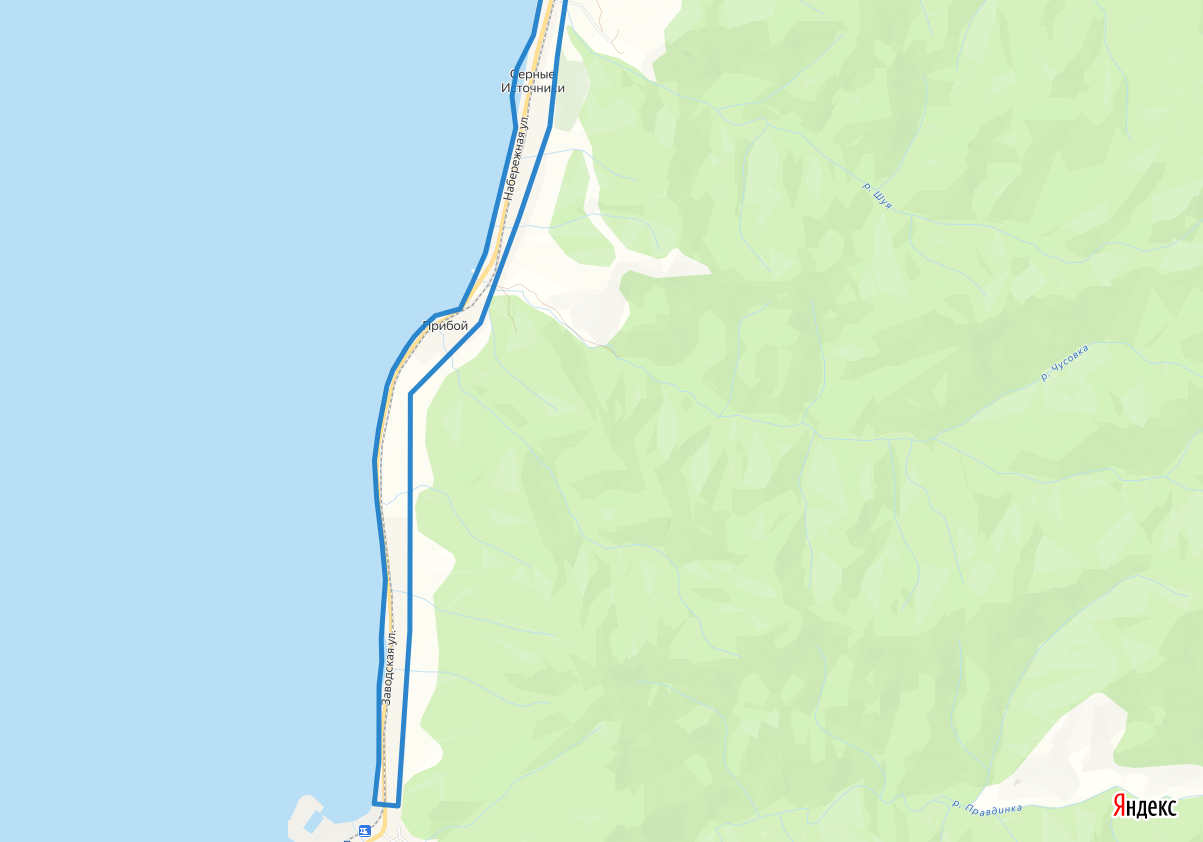 Серные
Источники
Набережная ул.
р. Шуя
Прибой
р. Чусовка
Заводская ул.
р. Правдинка
Яндекс